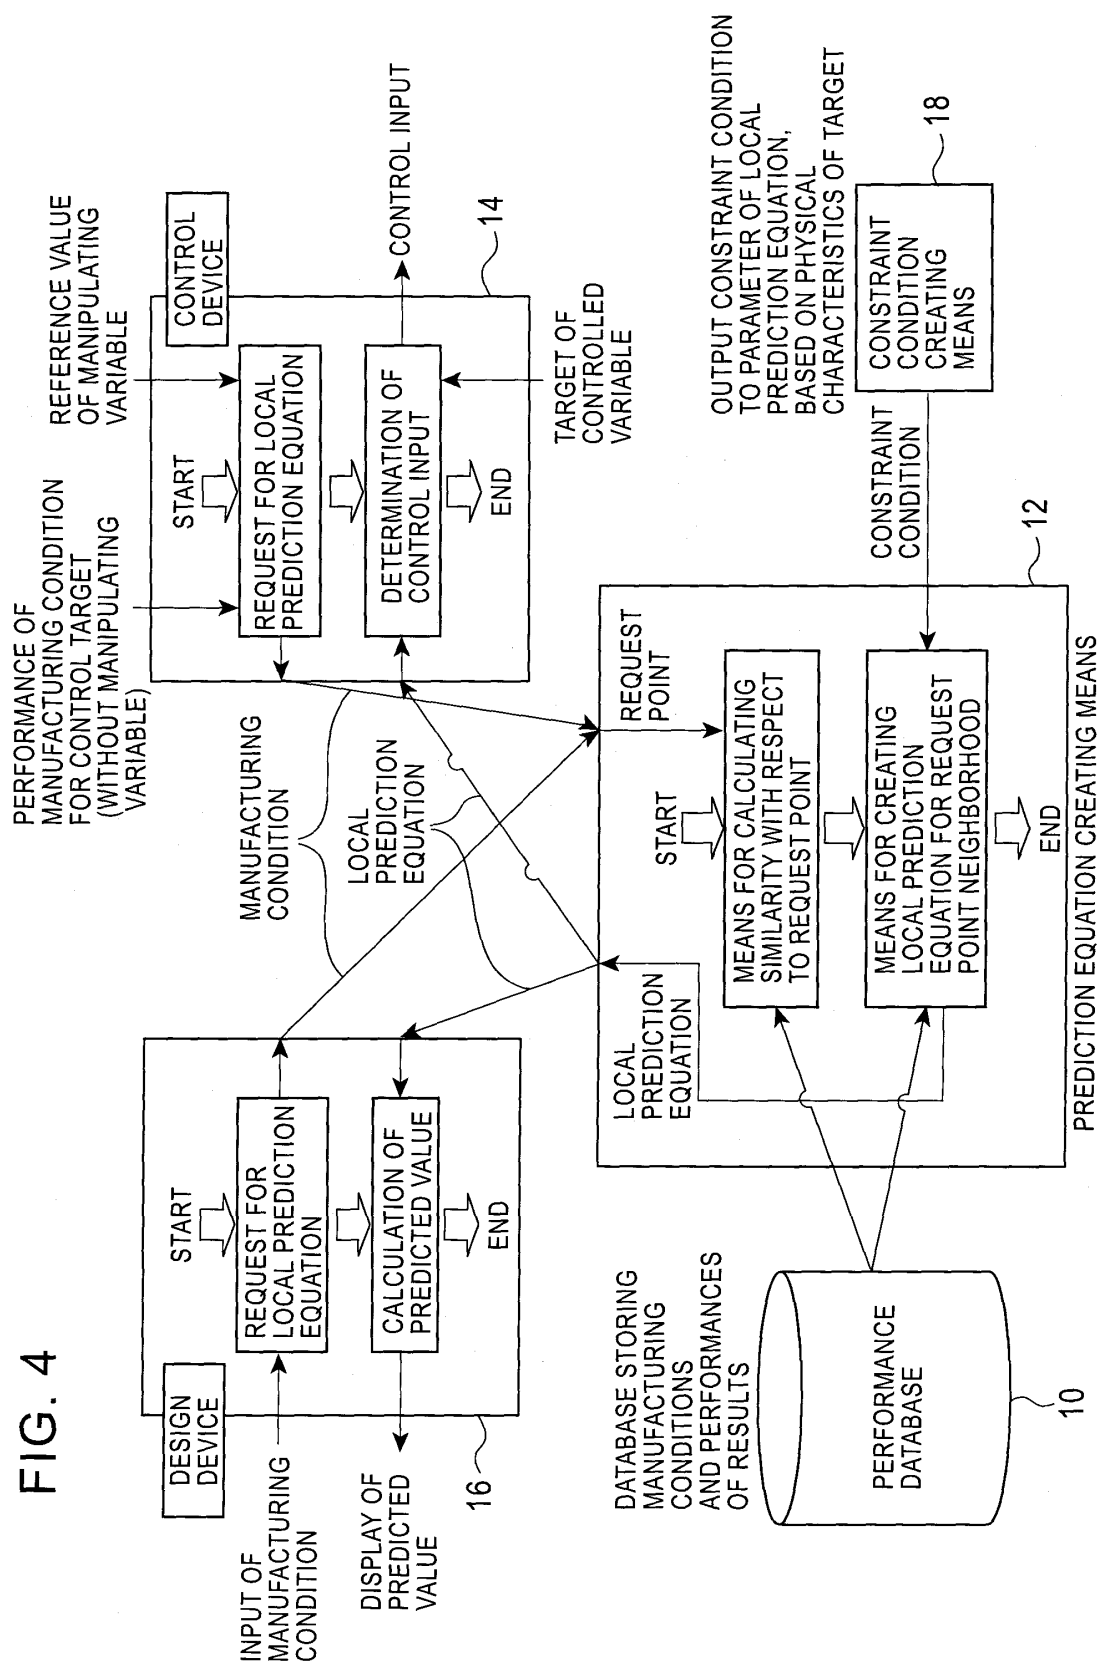 FIG. 4
DESIGN
DEVICE
INPUT OF
MANUFACTURING
CONDITION
START
REQUEST FOR
LOCAL PREDICTION
EQUATION
CALCULATION OF
PREDICTED VALUE
END
DISPLAY OF
PREDICTED
VALUE
16
PERFORMANCE OF
MANUFACTURING CONDITION
FOR CONTROL TARGET
(WITHOUT MANIPULATING
VARIABLE)
REFERENCE VALUE
OF MANIPULATING
VARIABLE
CONTROL
DEVICE
START
REQUEST FOR LOCAL
PREDICTION EQUATION
DETERMINATION OF
CONTROL INPUT
END
CONTROL INPUT
14
TARGET OF
CONTROLLED
VARIABLE
MANUFACTURING
CONDITION
LOCAL
PREDICTION
EQUATION
DATABASE STORING
MANUFACTURING
CONDITIONS
AND PERFORMANCES
OF RESULTS
PERFORMANCE
DATABASE
10
LOCAL
PREDICTION
EQUATION
REQUEST
POINT
START
MEANS FOR CALCULATING
SIMILARITY WITH RESPECT
TO REQUEST POINT
MEANS FOR CREATING
LOCAL PREDICTION
EQUATION FOR REQUEST
POINT NEIGHBORHOOD
END
12
PREDICTION EQUATION CREATING MEANS
CONSTRAINT
CONDITION
OUTPUT CONSTRAINT CONDITION
TO PARAMETER OF LOCAL
PREDICTION EQUATION,
BASED ON PHYSICAL
CHARACTERISTICS OF TARGET
CONSTRAINT
CONDITION
CREATING
MEANS
18